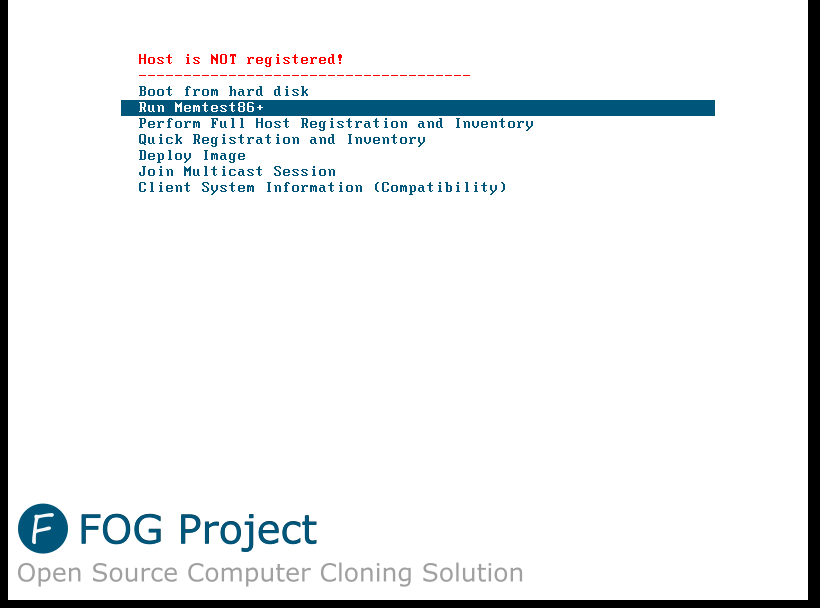 Host is NOT registered!
-------------------------------------
Boot from hard disk
Run Memtest86+
Perform Full Host Registration and Inventory
Quick Registration and Inventory
Deploy Image
Join Multicast Session
Client System Information (Compatibility)
F FOG Project
Open Source Computer Cloning Solution